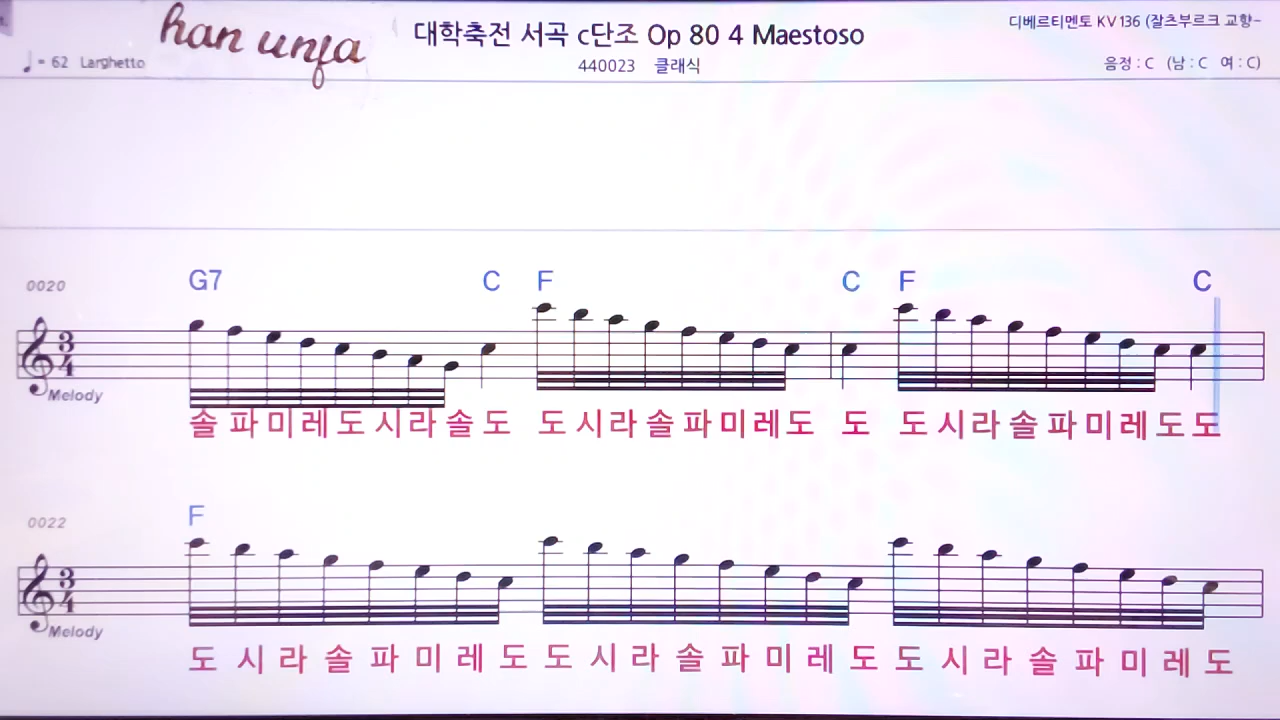 han unfa
대학축전 서곡 c단조 Op 80 4 Maestoso
디베르티멘토 KV 136 (잘츠부르크 교향-
♩ = 62 Larghetto
440023 클래식
음정 : C (남 : C 여 : C)
0020
G7 C F C F C
3 4
Melody
솔 파 미 레 도 시 라 솔 도 도 시 라 솔 파 미 레 도 도 도 시 라 솔 파 미 레 도 도
0022
F
3 4
Melody
도 시 라 솔 파 미 레 도 도 시 라 솔 파 미 레 도 도 시 라 솔 파 미 레 도